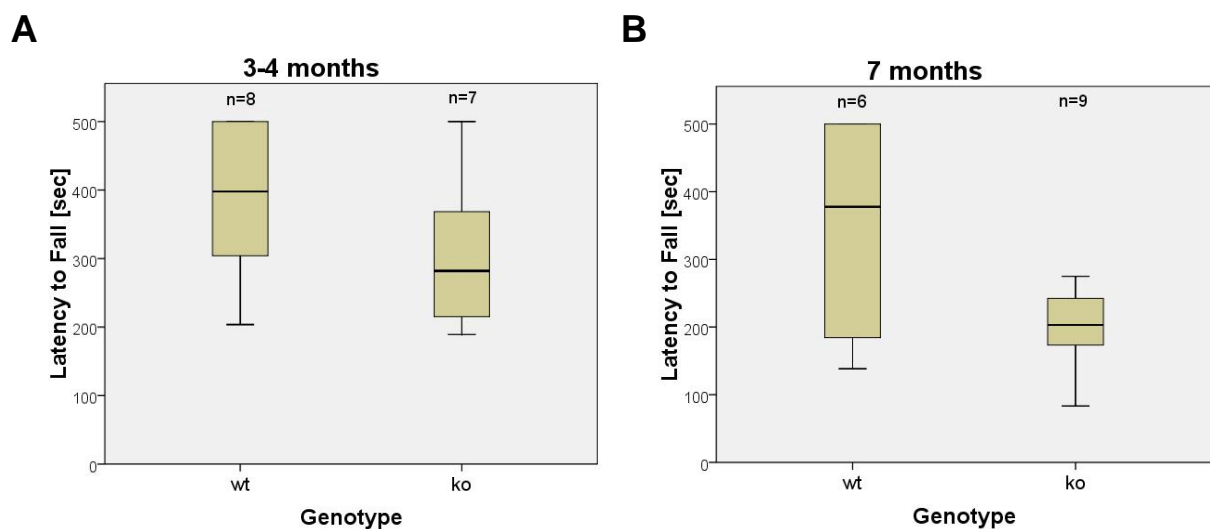 A
3-4 months
n=8
n=7
500
400
300
200
100
0
Latency to Fall [sec]
wt
ko
Genotype
B
7 months
n=6
n=9
500
400
300
200
100
0
Latency to Fall [sec]
wt
ko
Genotype